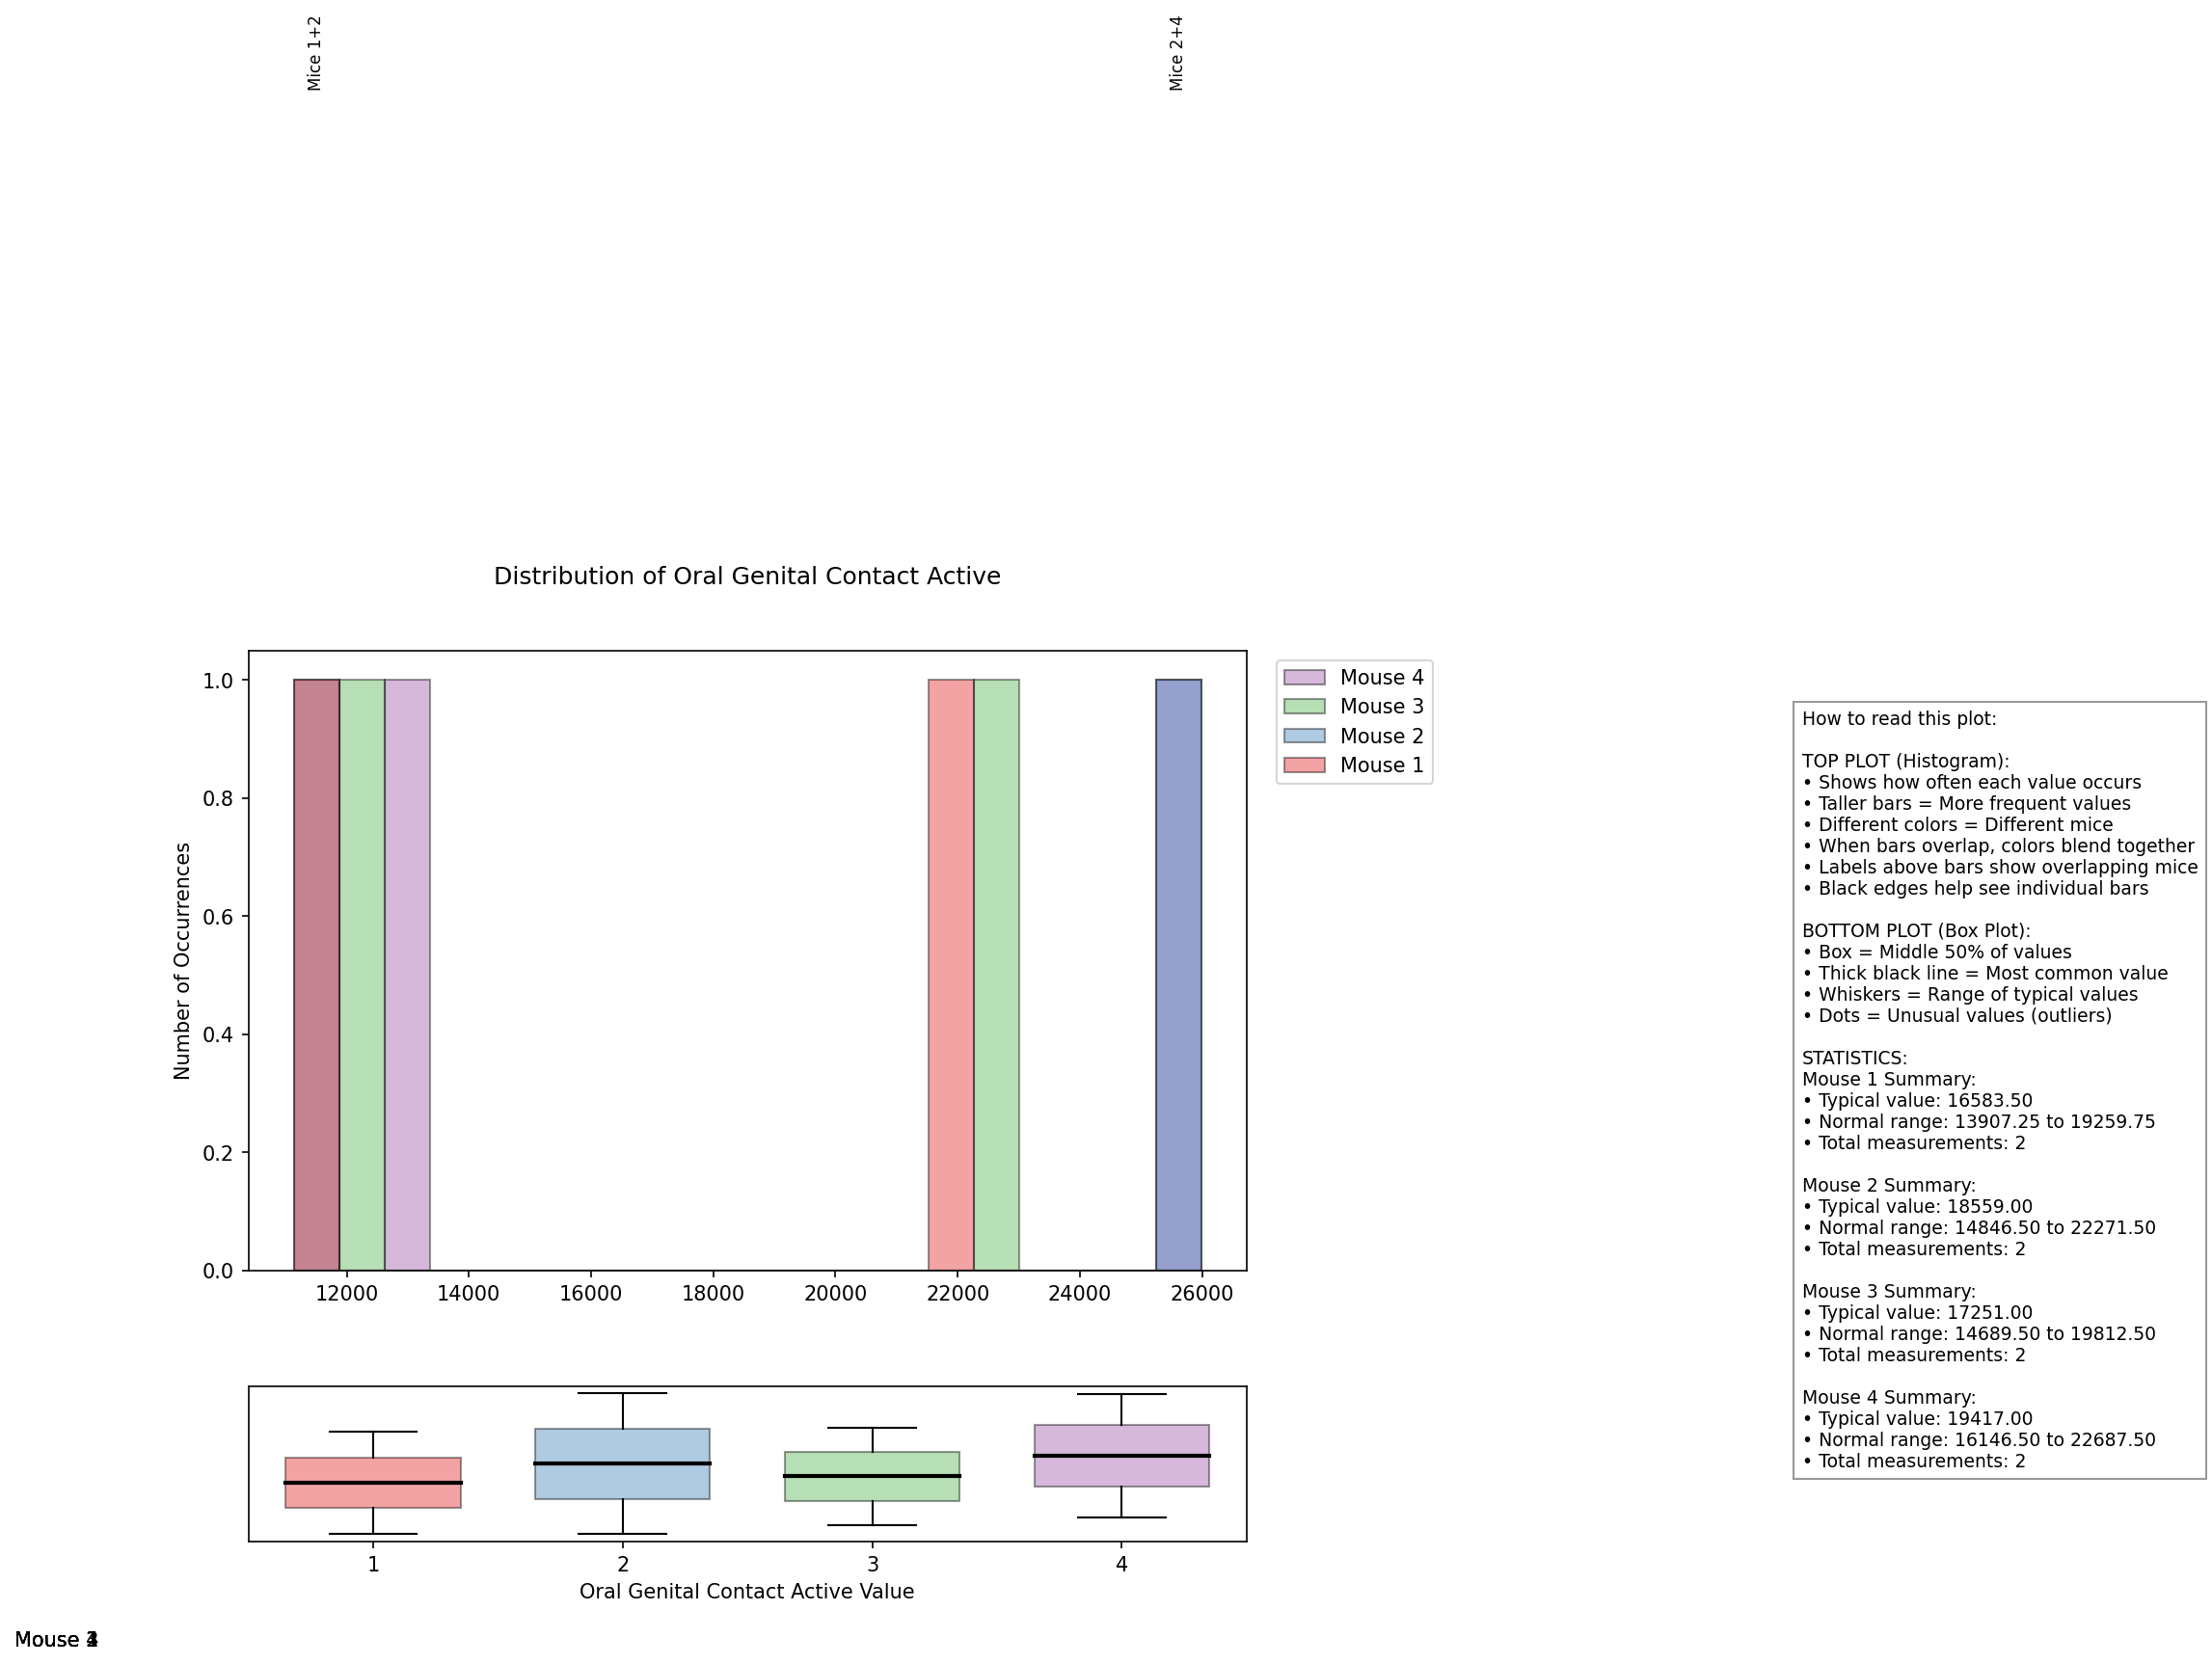 Mice 1+2
Mice 2+4
Distribution of Oral Genital Contact Active
Number of Occurrences
1.0
0.8
0.6
0.4
0.2
0.0
12000
14000
16000
18000
20000
22000
24000
26000
Mouse 4
Mouse 3
Mouse 2
Mouse 1
How to read this plot:
TOP PLOT (Histogram):
• Shows how often each value occurs
• Taller bars = More frequent values
• Different colors = Different mice
• When bars overlap, colors blend together
• Labels above bars show overlapping mice
• Black edges help see individual bars
BOTTOM PLOT (Box Plot):
• Box = Middle 50% of values
• Thick black line = Most common value
• Whiskers = Range of typical values
• Dots = Unusual values (outliers)
STATISTICS:
Mouse 1 Summary:
• Typical value: 16583.50
• Normal range: 13907.25 to 19259.75
• Total measurements: 2
Mouse 2 Summary:
• Typical value: 18559.00
• Normal range: 14846.50 to 22271.50
• Total measurements: 2
Mouse 3 Summary:
• Typical value: 17251.00
• Normal range: 14689.50 to 19812.50
• Total measurements: 2
Mouse 4 Summary:
• Typical value: 19417.00
• Normal range: 16146.50 to 22687.50
• Total measurements: 2
1
2
3
4
Oral Genital Contact Active Value
Mouse